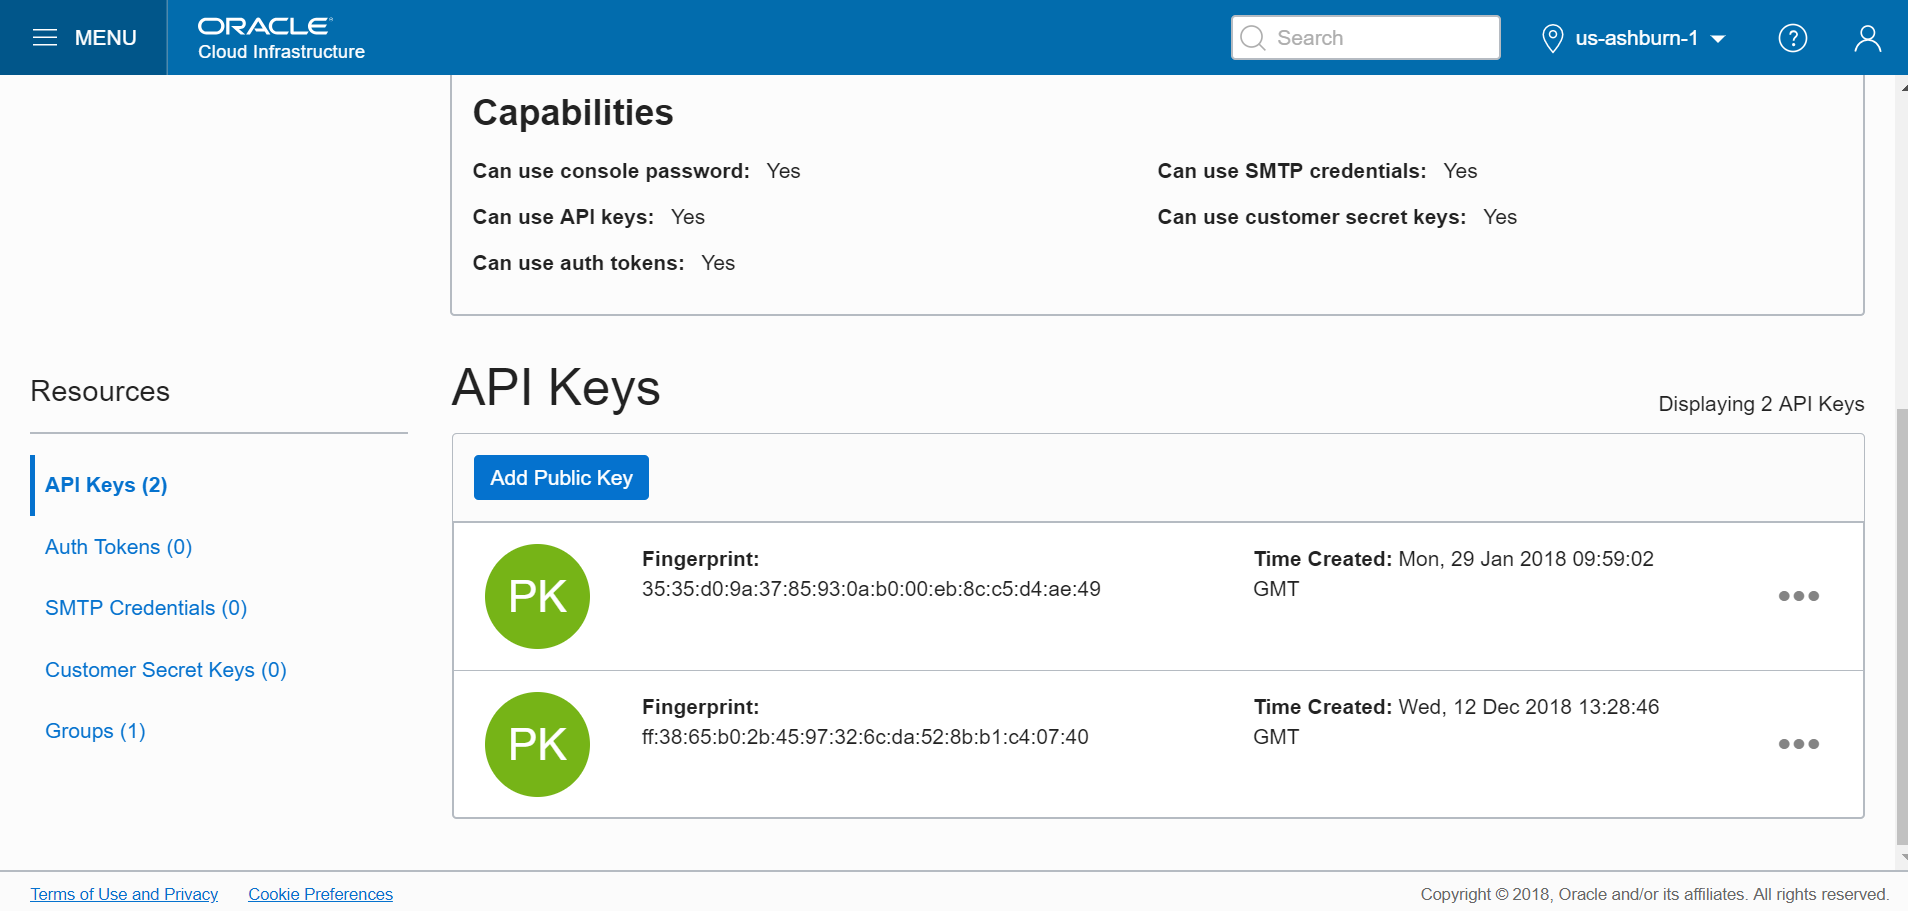 MENU
ORACLE
Cloud Infrastructure
Search
us-ashburn-1
?
Capabilities
Can use console password: Yes
Can use SMTP credentials: Yes
Can use API keys: Yes
Can use customer secret keys: Yes
Can use auth tokens: Yes
Resources
API Keys (2)
Auth Tokens (0)
SMTP Credentials (0)
Customer Secret Keys (0)
Groups (1)
API Keys
Displaying 2 API Keys
Add Public Key
PK
Fingerprint:
35:35:d0:9a:37:85:93:0a:b0:00:eb:8c:c5:d4:ae:49
Time Created: Mon, 29 Jan 2018 09:59:02
GMT
PK
Fingerprint:
ff:38:65:b0:2b:45:97:32:6c:da:52:8b:b1:c4:07:40
Time Created: Wed, 12 Dec 2018 13:28:46
GMT
Terms of Use and Privacy
Cookie Preferences
Copyright © 2018, Oracle and/or its affiliates. All rights reserved.